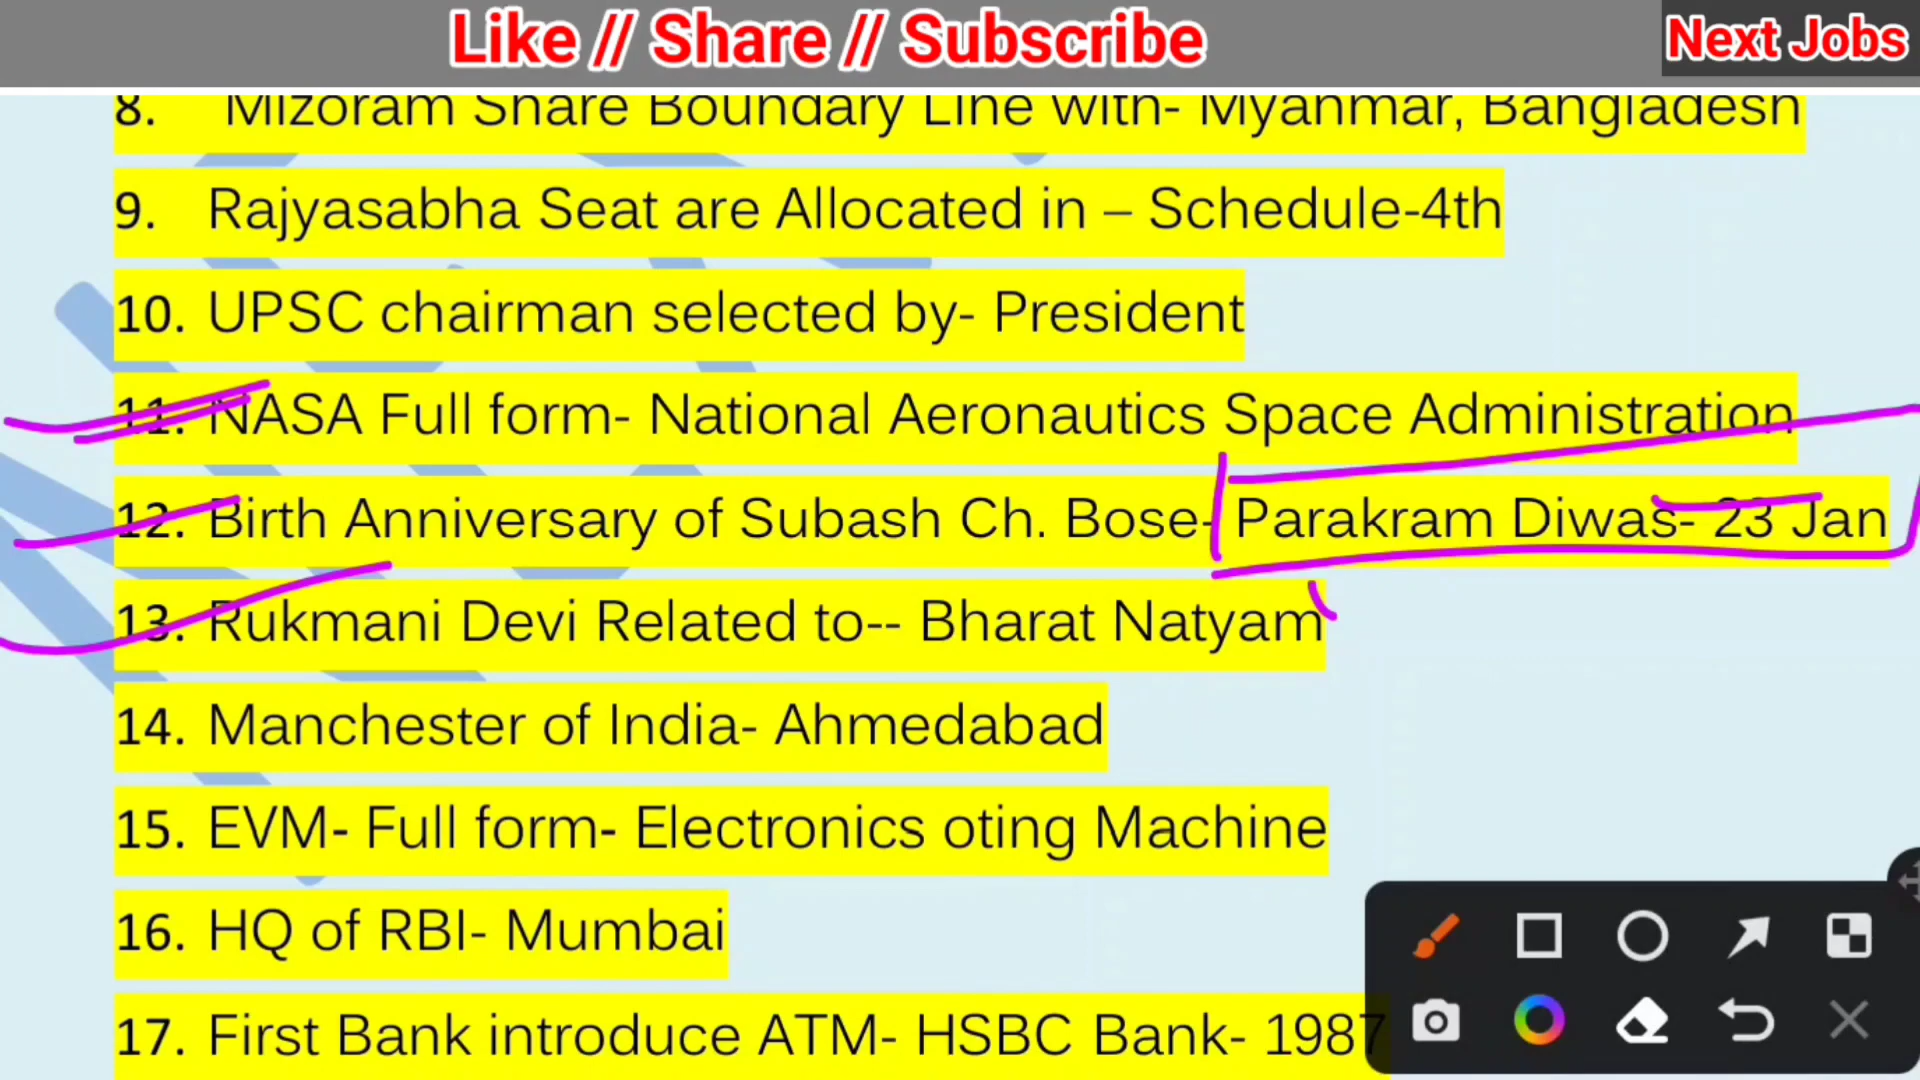 Like // Share // Subscribe
Next Jobs
8. Mizoram Share Boundary Line with- Myanmar, Bangladesh
9. Rajyasabha Seat are Allocated in – Schedule-4th
10. UPSC chairman selected by- President
11. NASA Full form- National Aeronautics Space Administration
12. Birth Anniversary of Subash Ch. Bose- Parakram Diwas- 23 Jan
13. Rukmani Devi Related to-- Bharat Natyam
14. Manchester of India- Ahmedabad
15. EVM- Full form- Electronics oting Machine
16. HQ of RBI- Mumbai
17. First Bank introduce ATM- HSBC Bank- 1987